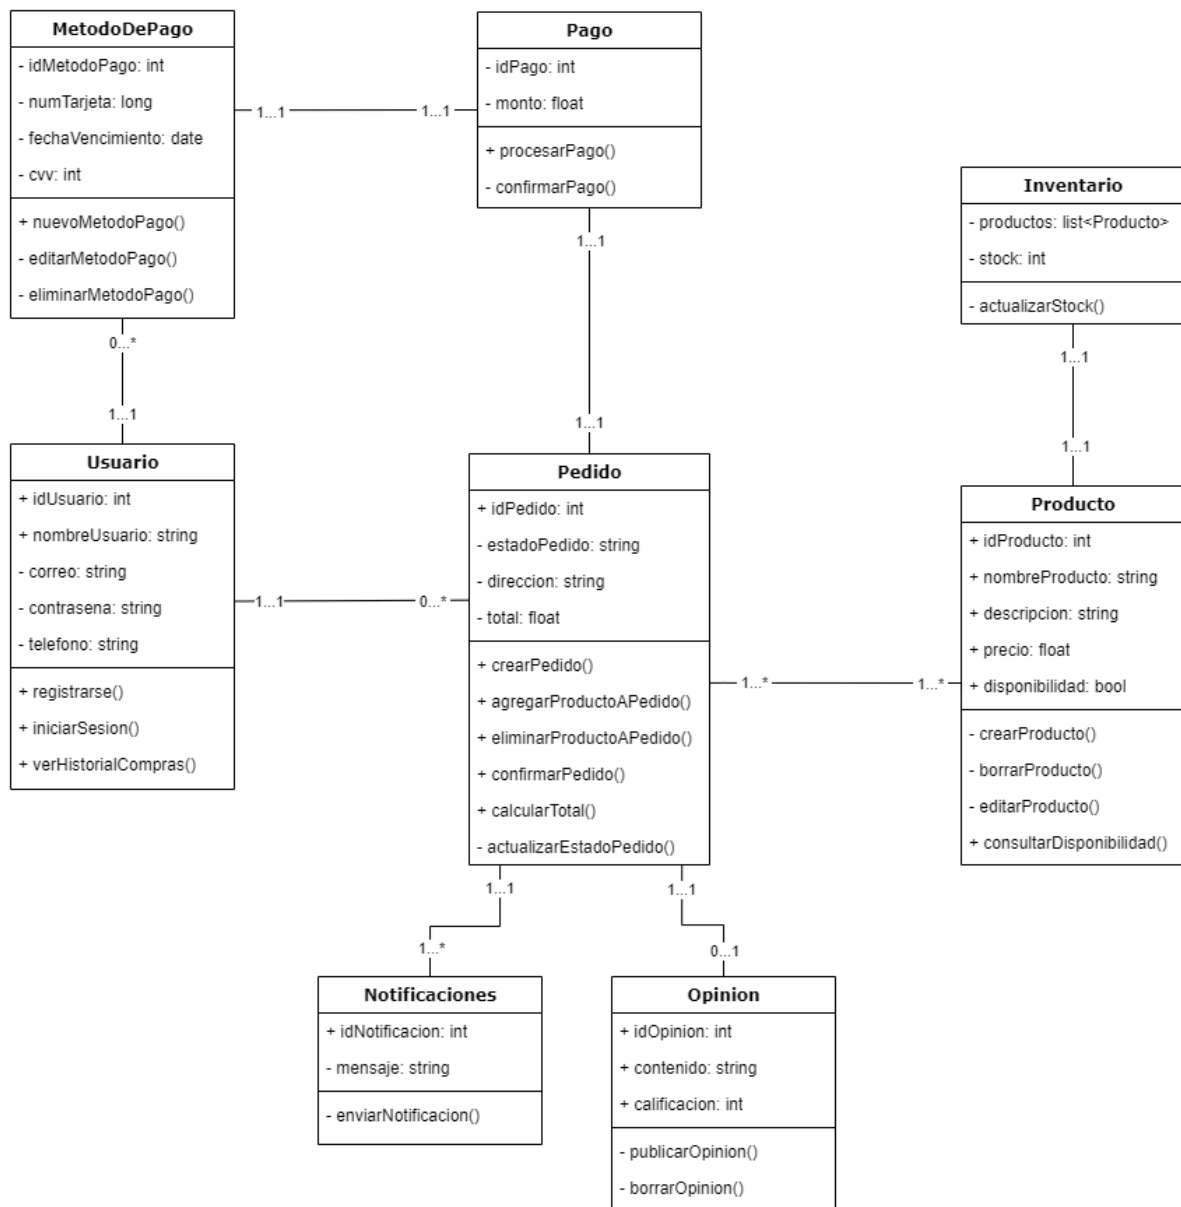 MetodoDePago
- idMetodoPago: int
- numTarjeta: long
- fechaVencimiento: date
- cvv: int
+ nuevoMetodoPago()
- editarMetodoPago()
- eliminarMetodoPago()
1...1
1...1
Pago
- idPago: int
- monto: float
+ procesarPago()
- confirmarPago()
1...1
1...1
Inventario
- productos: list<Producto>
- stock: int
- actualizarStock()
1...1
1...1
0...*
1...1
Usuario
+ idUsuario: int
+ nombreUsuario: string
- correo: string
- contrasena: string
- telefono: string
+ registrarse()
+ iniciarSesion()
+ verHistorialCompras()
1...1
0...*
Pedido
+ idPedido: int
- estadoPedido: string
- direccion: string
- total: float
+ crearPedido()
+ agregarProductoAPedido()
+ eliminarProductoAPedido()
+ confirmarPedido()
+ calcularTotal()
- actualizarEstadoPedido()
1...*
1...*
Producto
+ idProducto: int
+ nombreProducto: string
+ descripcion: string
+ precio: float
+ disponibilidad: bool
- crearProducto()
- borrarProducto()
- editarProducto()
+ consultarDisponibilidad()
1...1
1...*
1...1
0...1
Notificaciones
+ idNotificacion: int
- mensaje: string
- enviarNotificacion()
Opinion
+ idOpinion: int
+ contenido: string
+ calificacion: int
- publicarOpinion()
- borrarOpinion()